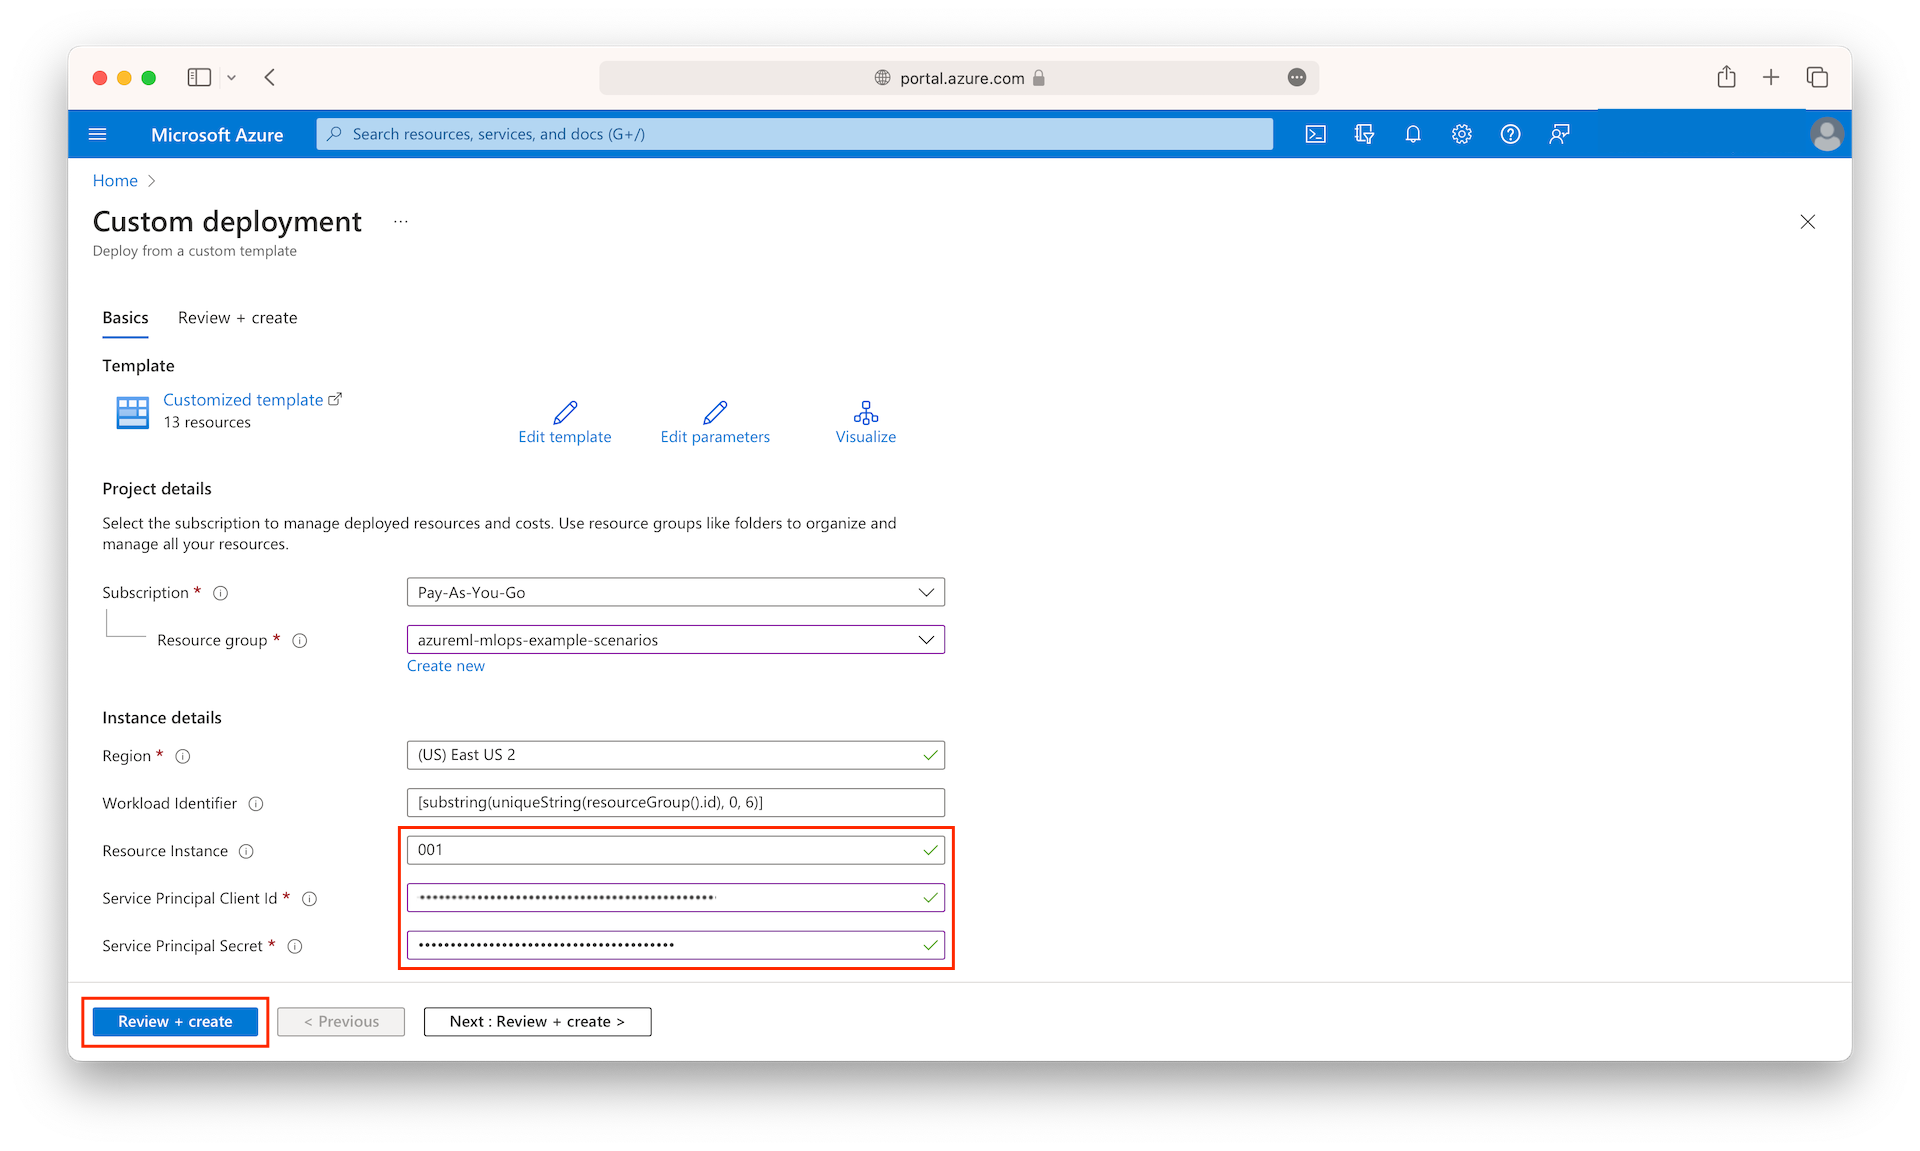 portal.azure.com
Microsoft Azure
Search resources, services, and docs (G+/)
Home
Custom deployment ...
Deploy from a custom template
Basics Review + create
Template
Customized template
13 resources
Edit template Edit parameters Visualize
Project details
Select the subscription to manage deployed resources and costs. Use resource groups like folders to organize and
manage all your resources.
Subscription * Pay-As-You-Go
Resource group * azureml-mlops-example-scenarios
Create new
Instance details
Region * (US) East US 2
Workload Identifier [substring(uniqueString(resourceGroup().id), 0, 6)]
Resource Instance 001
Service Principal Client Id *
Service Principal Secret *
Review + create < Previous Next : Review + create >